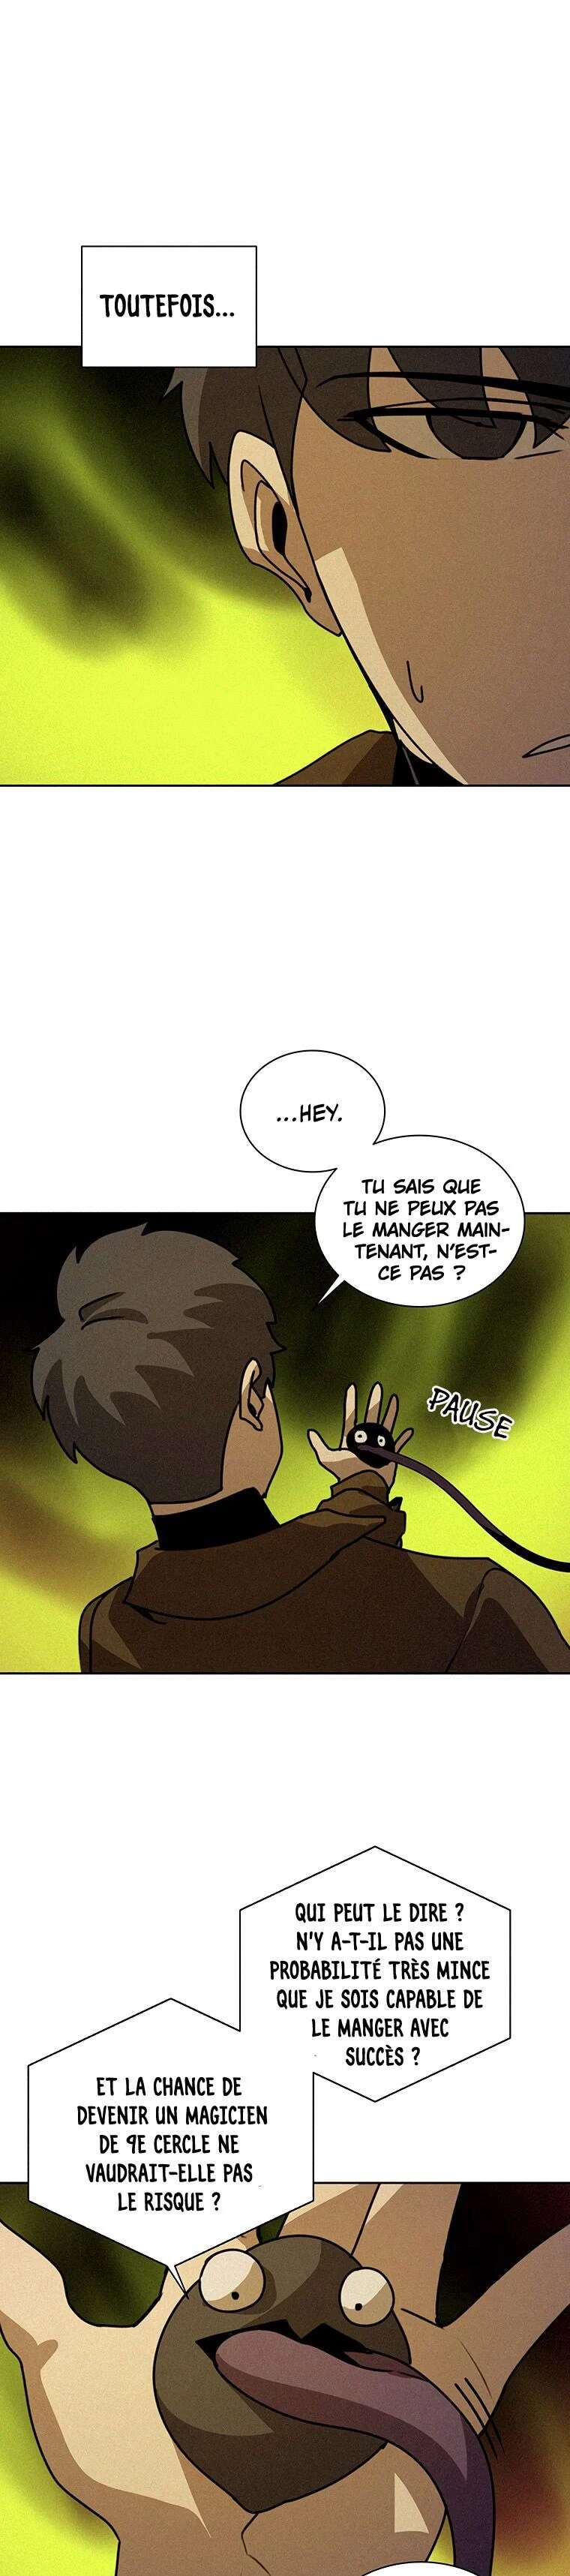 TOUTEFOIS...
...HEY.
TU SAIS QUE
TU NE PEUX PAS
LE MANGER MAIN-
TENANT, N'EST-
CE PAS ?
PAUSE
QUI PEUT LE DIRE ?
N'Y A-T-IL PAS UNE
PROBABILITÉ TRÈS MINCE
QUE JE SOIS CAPABLE DE
LE MANGER AVEC
SUCCÈS ?
ET LA CHANCE DE
DEVENIR UN MAGICIEN
DE 9E CERCLE NE
VAUDRAIT-ELLE PAS
LE RISQUE ?